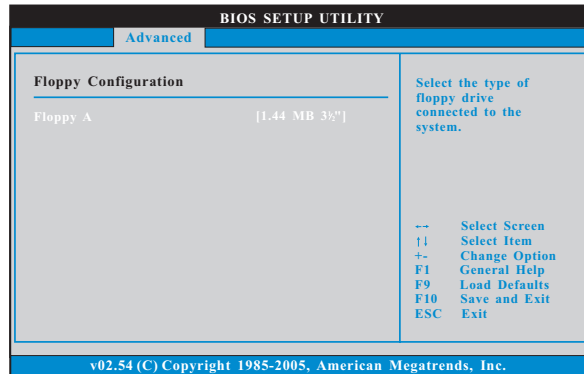 BIOS SETUP UTILITY
Advanced
Floppy Configuration
Floppy A [1.44 MB 3½"]
Select the type of
floppy drive
connected to the
system.
←→ Select Screen
↑↓ Select Item
+- Change Option
F1 General Help
F9 Load Defaults
F10 Save and Exit
ESC Exit
v02.54 (C) Copyright 1985-2005, American Megatrends, Inc.